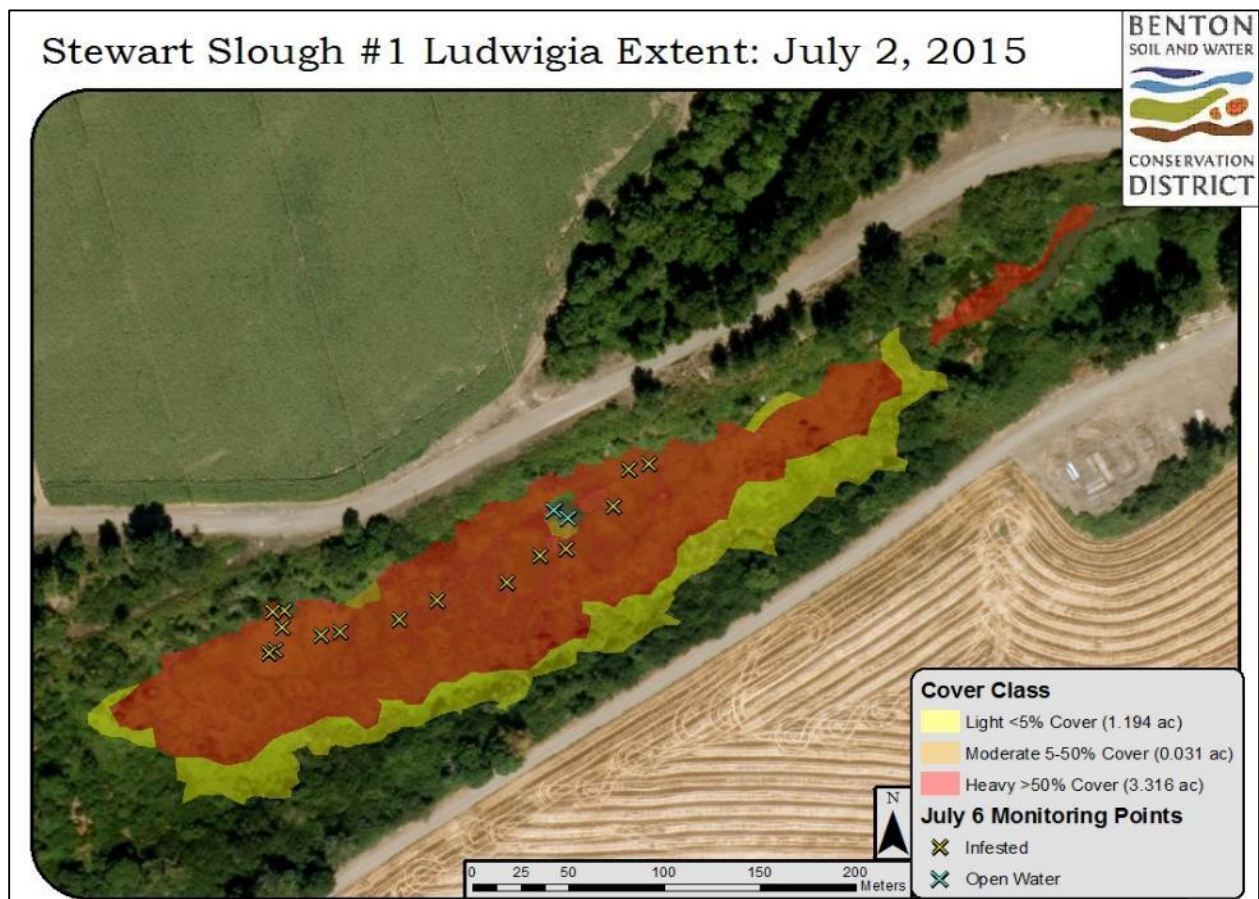 Stewart Slough #1 Ludwigia Extent: July 2, 2015
BENTON
SOIL AND WATER
CONSERVATION
DISTRICT
Cover Class
Light <5% Cover (1.194 ac)
Moderate 5-50% Cover (0.031 ac)
Heavy >50% Cover (3.316 ac)
July 6 Monitoring Points
Infested
Open Water
N
0 25 50 100 150 200
Meters